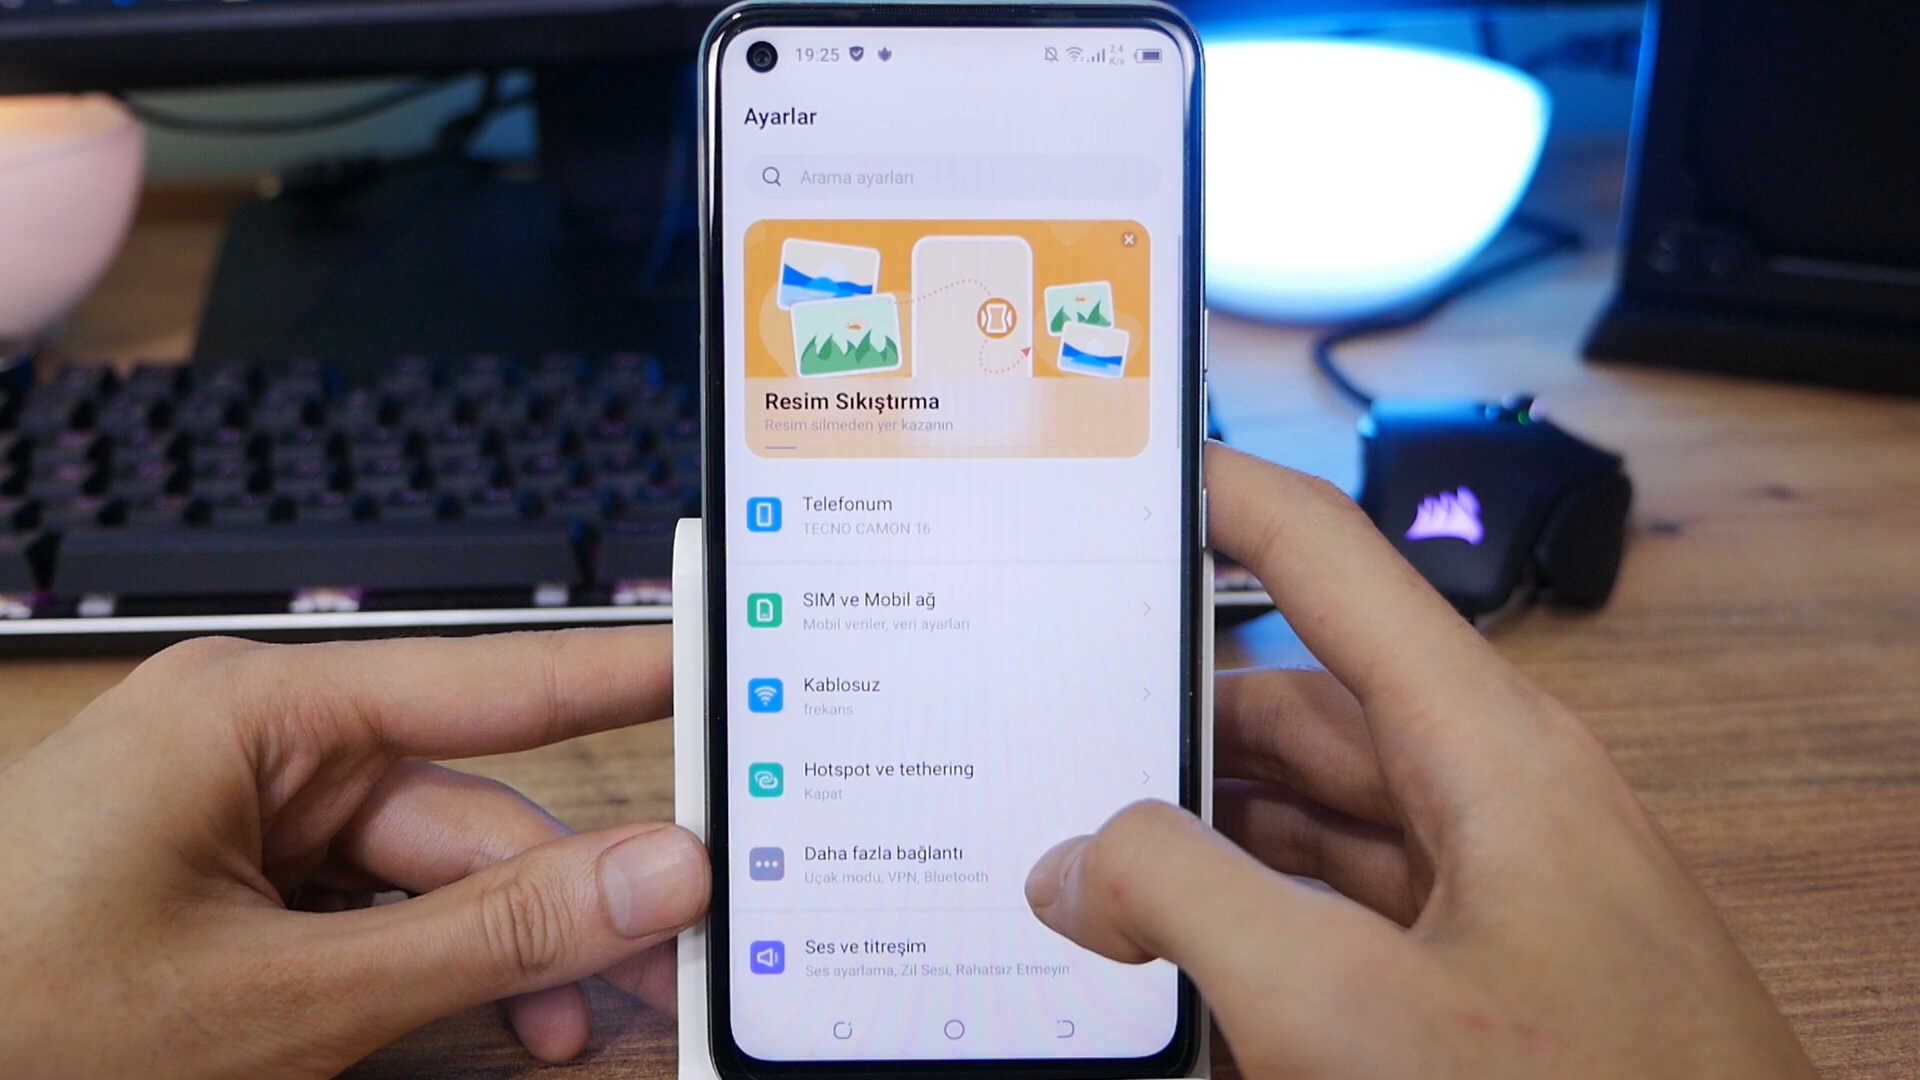 19:25
2,4
K/s
Ayarlar
Arama ayarları
Resim Sıkıştırma
Resim silmeden yer kazanın
Telefonum
TECNO CAMON 16
SIM ve Mobil ağ
Mobil veriler, veri ayarları
Kablosuz
frekans
Hotspot ve tethering
Kapat
Daha fazla bağlantı
Uçak modu, VPN, Bluetooth
Ses ve titreşim
Ses ayarlama, Zil Sesi, Rahatsız Etmeyin